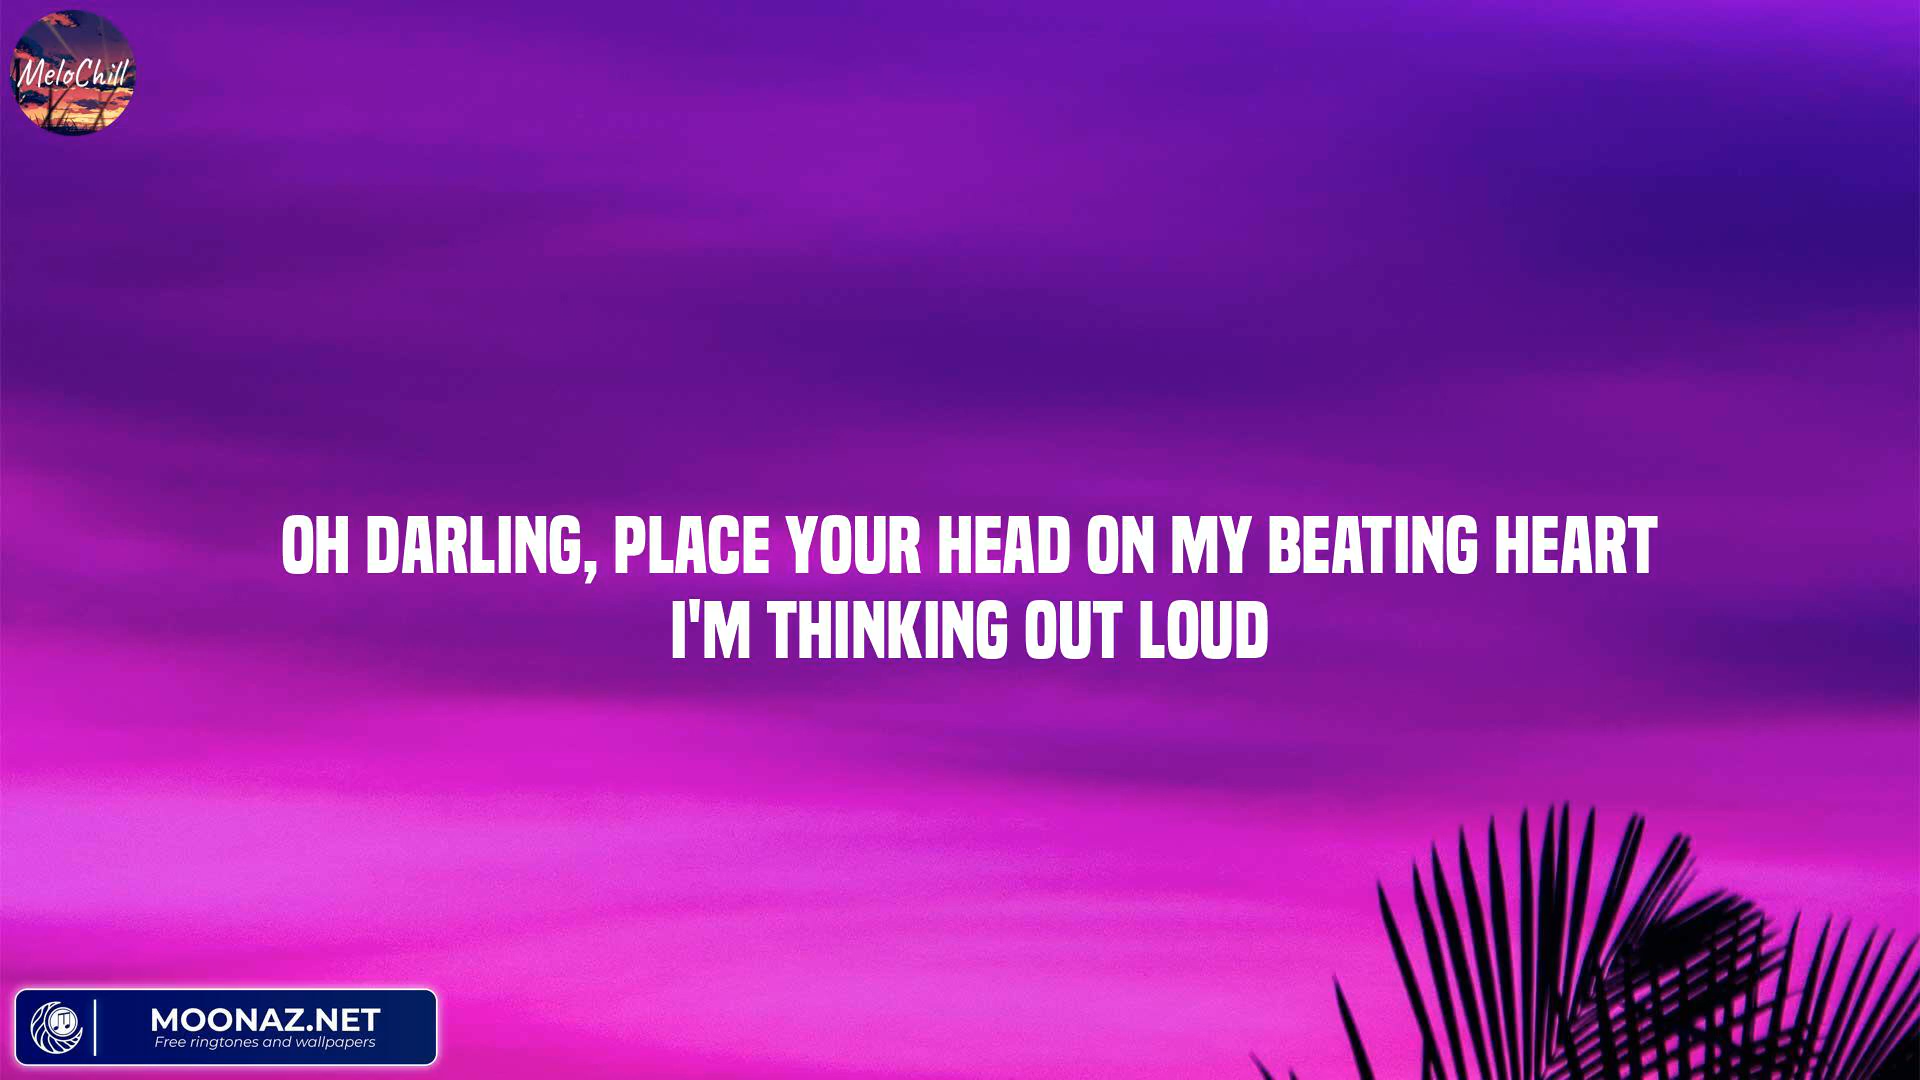 MeloChill
OH DARLING, PLACE YOUR HEAD ON MY BEATING HEART
I'M THINKING OUT LOUD
MOONAZ.NET
Free ringtones and wallpapers